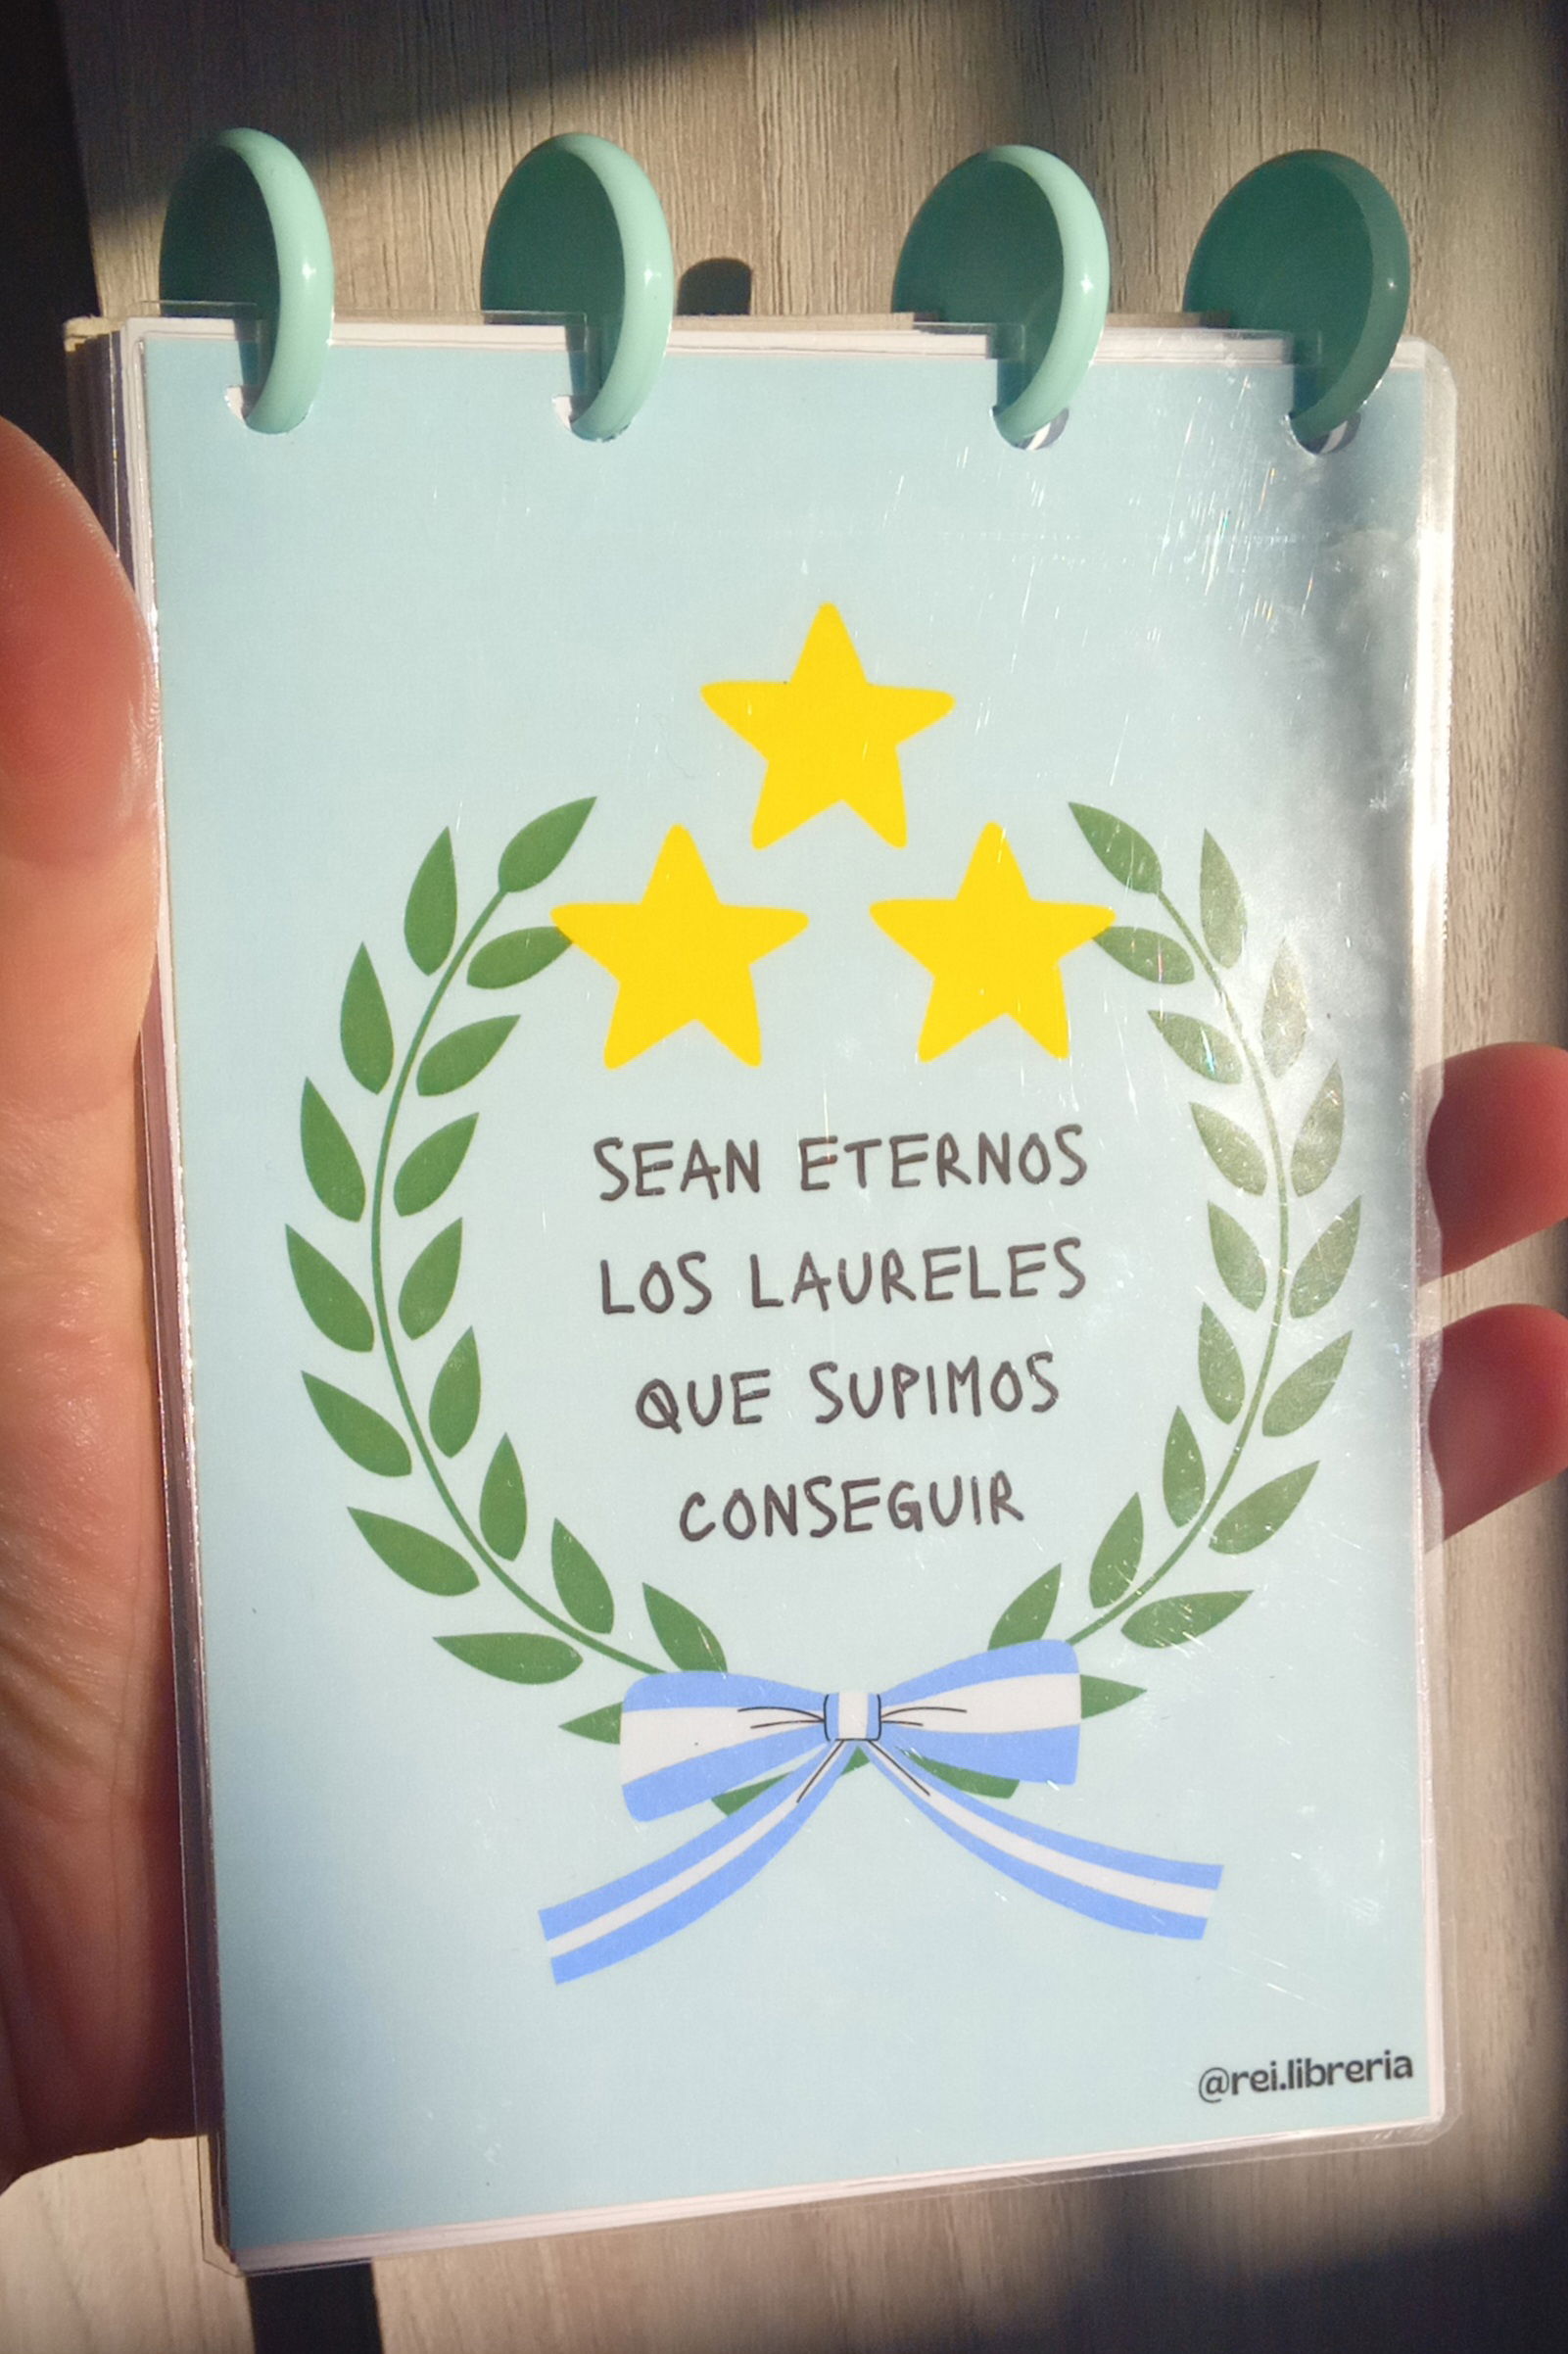 SEAN ETERNOS
LOS LAURELES
QUE SUPIMOS
CONSEGUIR
@rei.libreria